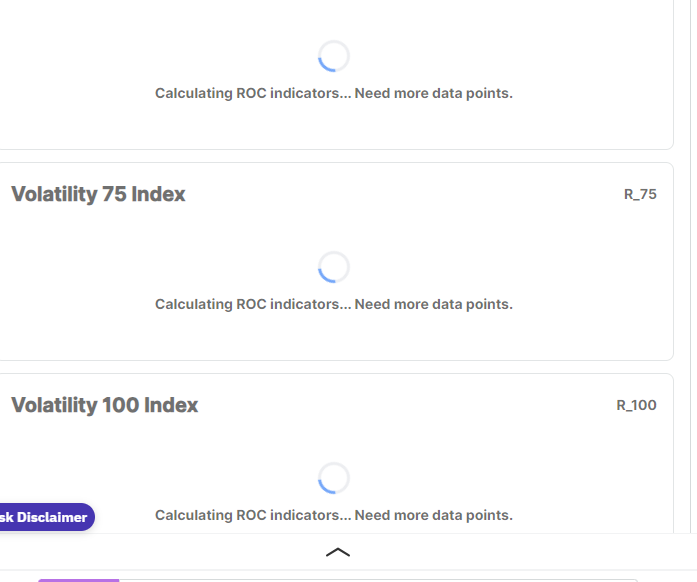 Calculating ROC indicators... Need more data points.
Volatility 75 Index
R_75
Calculating ROC indicators... Need more data points.
Volatility 100 Index
R_100
Calculating ROC indicators... Need more data points.
sk Disclaimer